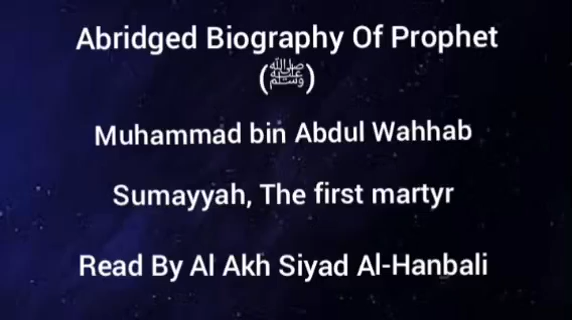 Abridged Biography Of Prophet
(ﷺ)
Muhammad bin Abdul Wahhab
Sumayyah, The first martyr
Read By Al Akh Siyad Al-Hanbali